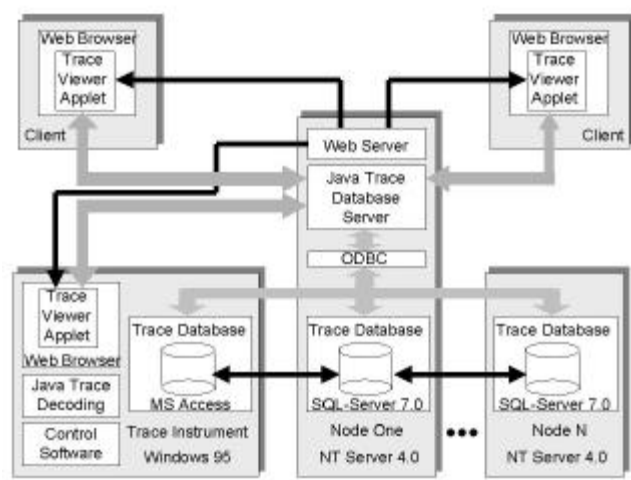 Web Browser
Trace
Viewer
Applet
Client
Web Browser
Trace
Viewer
Applet
Client
Web Server
Java Trace
Database
Server
ODBC
Trace
Viewer
Applet
Web Browser
Java Trace
Decoding
Control
Software
Trace Database
MS Access
Trace Instrument
Windows 95
Trace Database
SQL-Server 7.0
Node One
NT Server 4.0
Trace Database
SQL-Server 7.0
Node N
NT Server 4.0